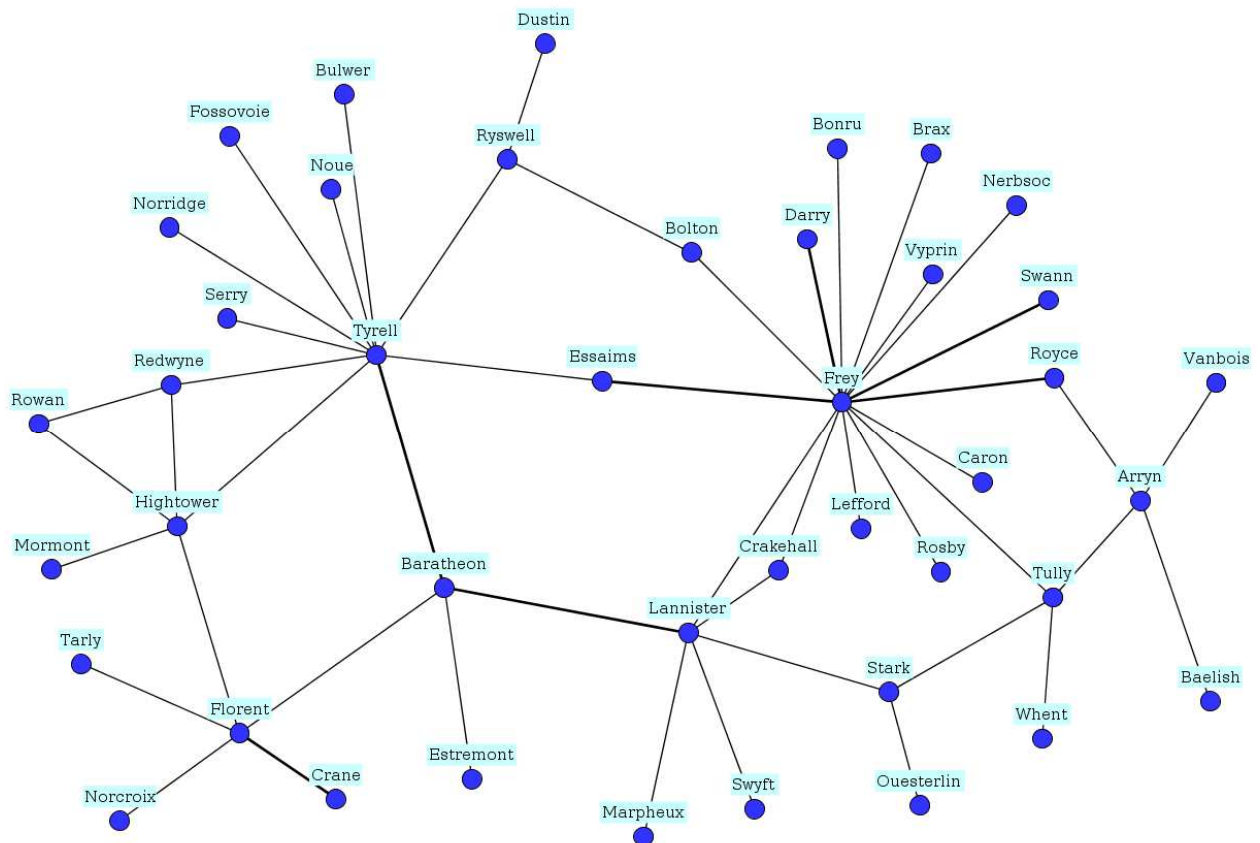 Dustin
Bulwer
Fossovoie
Ryswell
Bonru
Brax
Noue
Nerbsoc
Norridge
Darry
Bolton
Vyprin
Swann
Serry
Tyrell
Essaims
Royce
Vanbois
Redwyne
Frey
Rowan
Caron
Arryn
Hightower
Lefford
Mormont
Crakehall
Rosby
Baratheon
Tully
Lannister
Tarly
Stark
Baelish
Florent
Whent
Estremont
Crane
Ouesterlin
Norcroix
Swyft
Marpheux